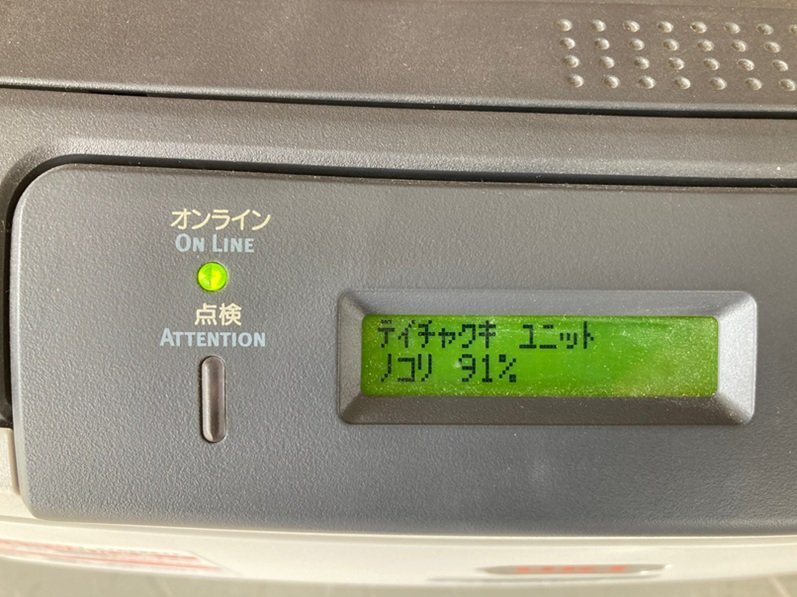 オンライン
ON LINE
点検
ATTENTION
テイチャクキ ユニット
ノコリ 91%